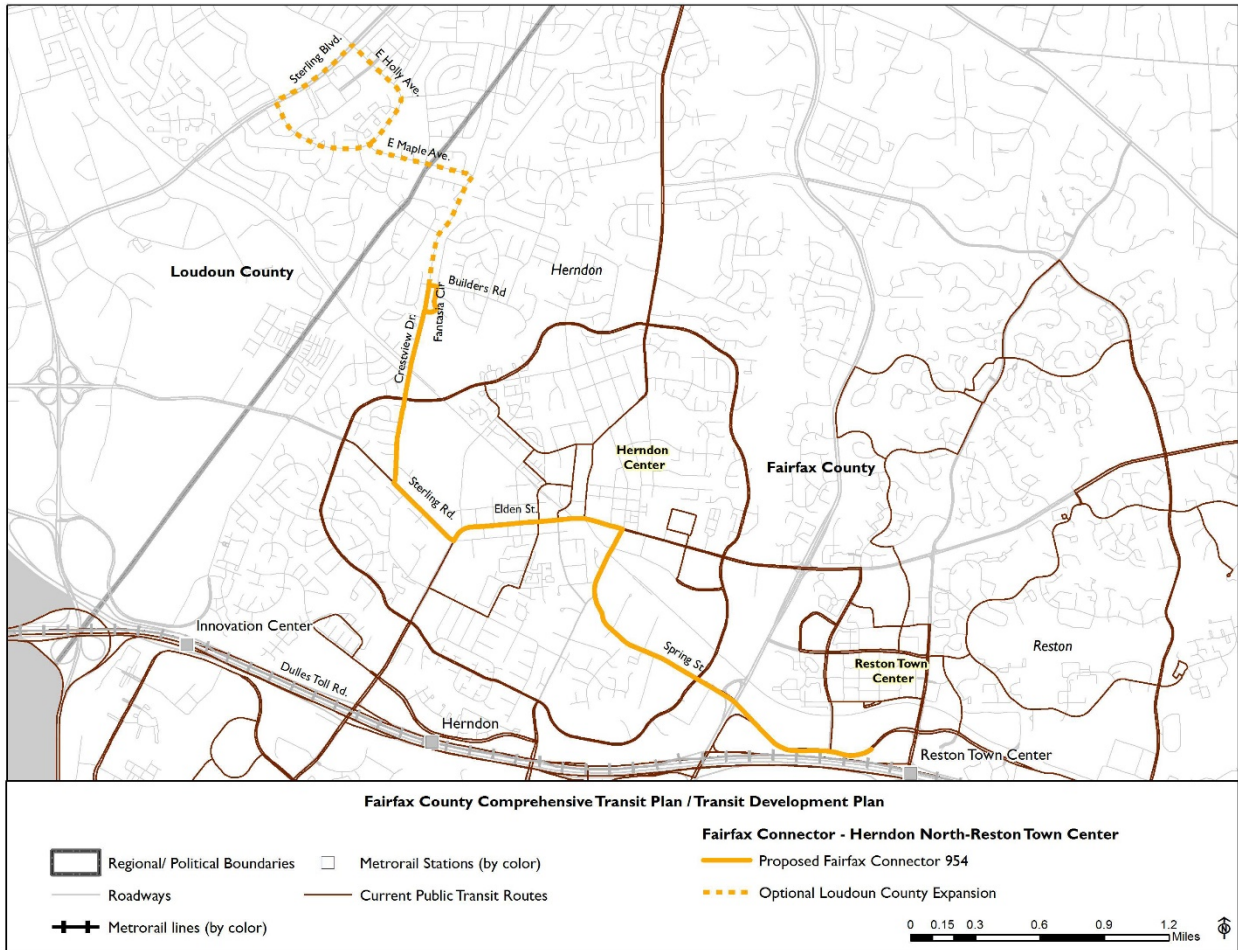 Sterling Blvd.
E Holly Ave.
E Maple Ave.
Loudoun County
Herndon
Builders Rd
Fantasia Cir
Crestview Dr.
Herndon
Center
Fairfax County
Sterling Rd.
Elden St.
Innovation Center
Spring St.
Reston
Reston Town
Center
Dulles Toll Rd.
Herndon
Reston Town Center
Fairfax County Comprehensive Transit Plan / Transit Development Plan
Regional/ Political Boundaries
Roadways
Metrorail lines (by color)
Metrorail Stations (by color)
Current Public Transit Routes
Fairfax Connector - Herndon North-Reston Town Center
Proposed Fairfax Connector 954
Optional Loudoun County Expansion
0 0.15 0.3 0.6 0.9 1.2
Miles
N